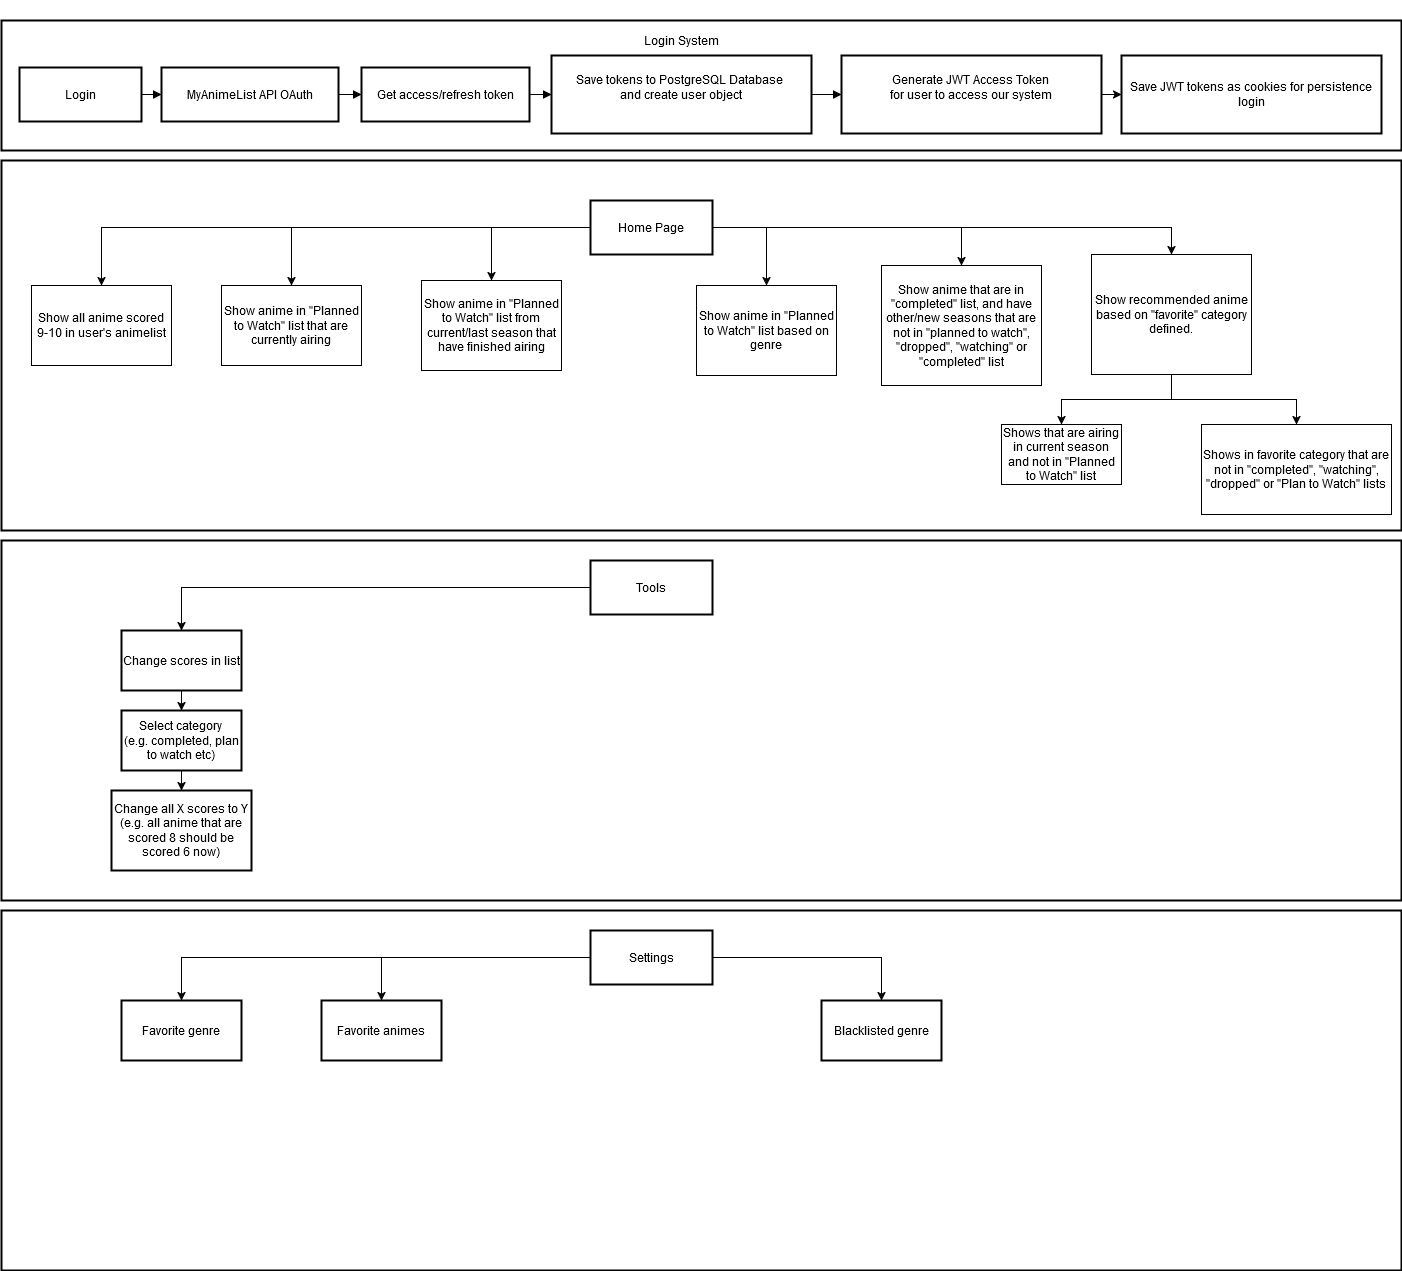 Login System
Login
MyAnimeList API OAuth
Get access/refresh token
Save tokens to PostgreSQL Database
and create user object
Generate JWT Access Token
for user to access our system
Save JWT tokens as cookies for persistence
login
Home Page
Show all anime scored
9-10 in user's animelist
Show anime in "Planned
to Watch" list that are
currently airing
Show anime in "Planned
to Watch" list from
current/last season that
have finished airing
Show anime in "Planned
to Watch" list based on
genre
Show anime that are in
"completed" list, and have
other/new seasons that are
not in "planned to watch",
"dropped", "watching" or
"completed" list
Show recommended anime
based on "favorite" category
defined.
Shows that are airing
in current season
and not in "Planned
to Watch" list
Shows in favorite category that are
not in "completed", "watching",
"dropped" or "Plan to Watch" lists
Tools
Change scores in list
Select category
(e.g. completed, plan
to watch etc)
Change all X scores to Y
(e.g. all anime that are
scored 8 should be
scored 6 now)
Settings
Favorite genre
Favorite animes
Blacklisted genre